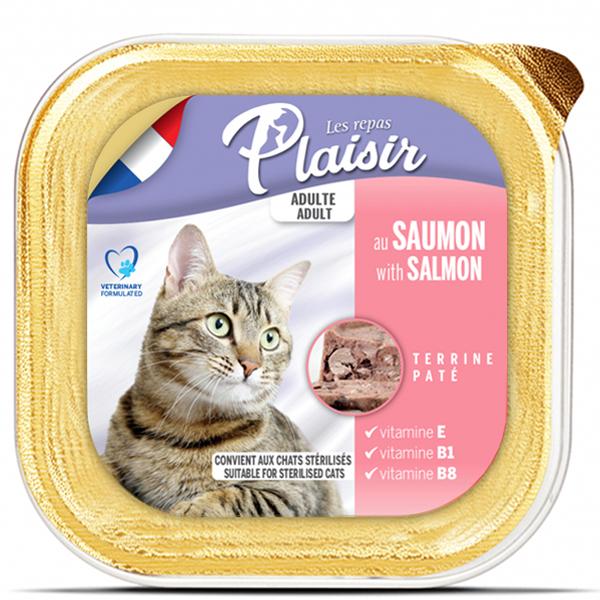 Les repas
Plaisir
ADULTE
ADULT
au SAUMON
with SALMON
VETERINARY
FORMULATED
TERRINE
PATÉ
✓ vitamine E
✓ vitamine B1
✓ vitamine B8
CONVIENT AUX CHATS STÉRILISÉS
SUITABLE FOR STERILISED CATS